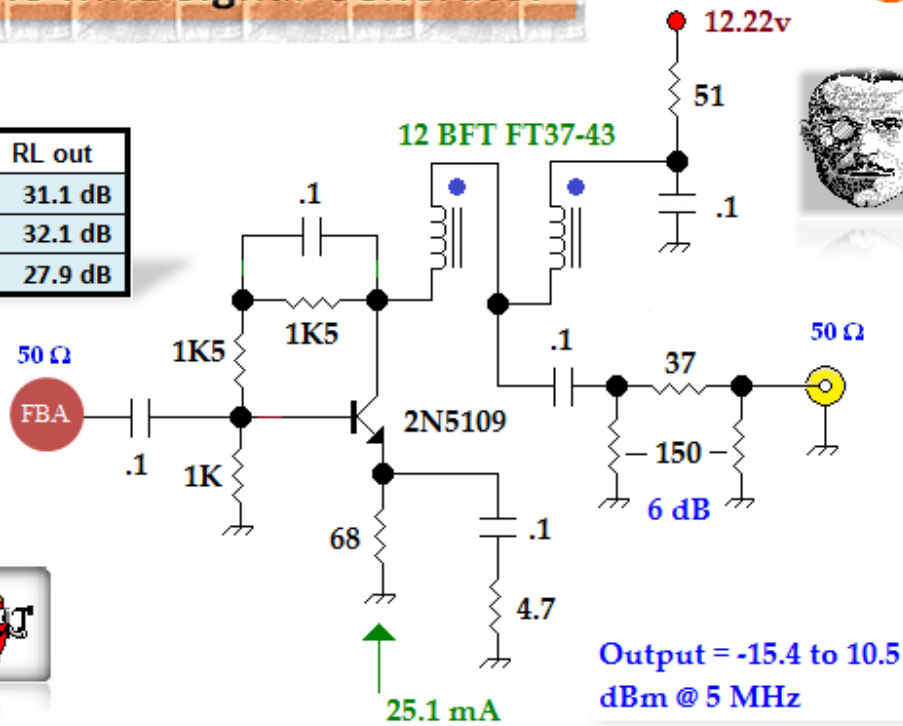 12.22v
51
12 BFT FT37-43
RL out
31.1 dB
32.1 dB
27.9 dB
.1
.1
1K5
1K5
50 Ω
FBA
.1
1K
2N5109
.1
37
50 Ω
150
6 dB
68
.1
4.7
25.1 mA
Output = -15.4 to 10.5
dBm @ 5 MHz